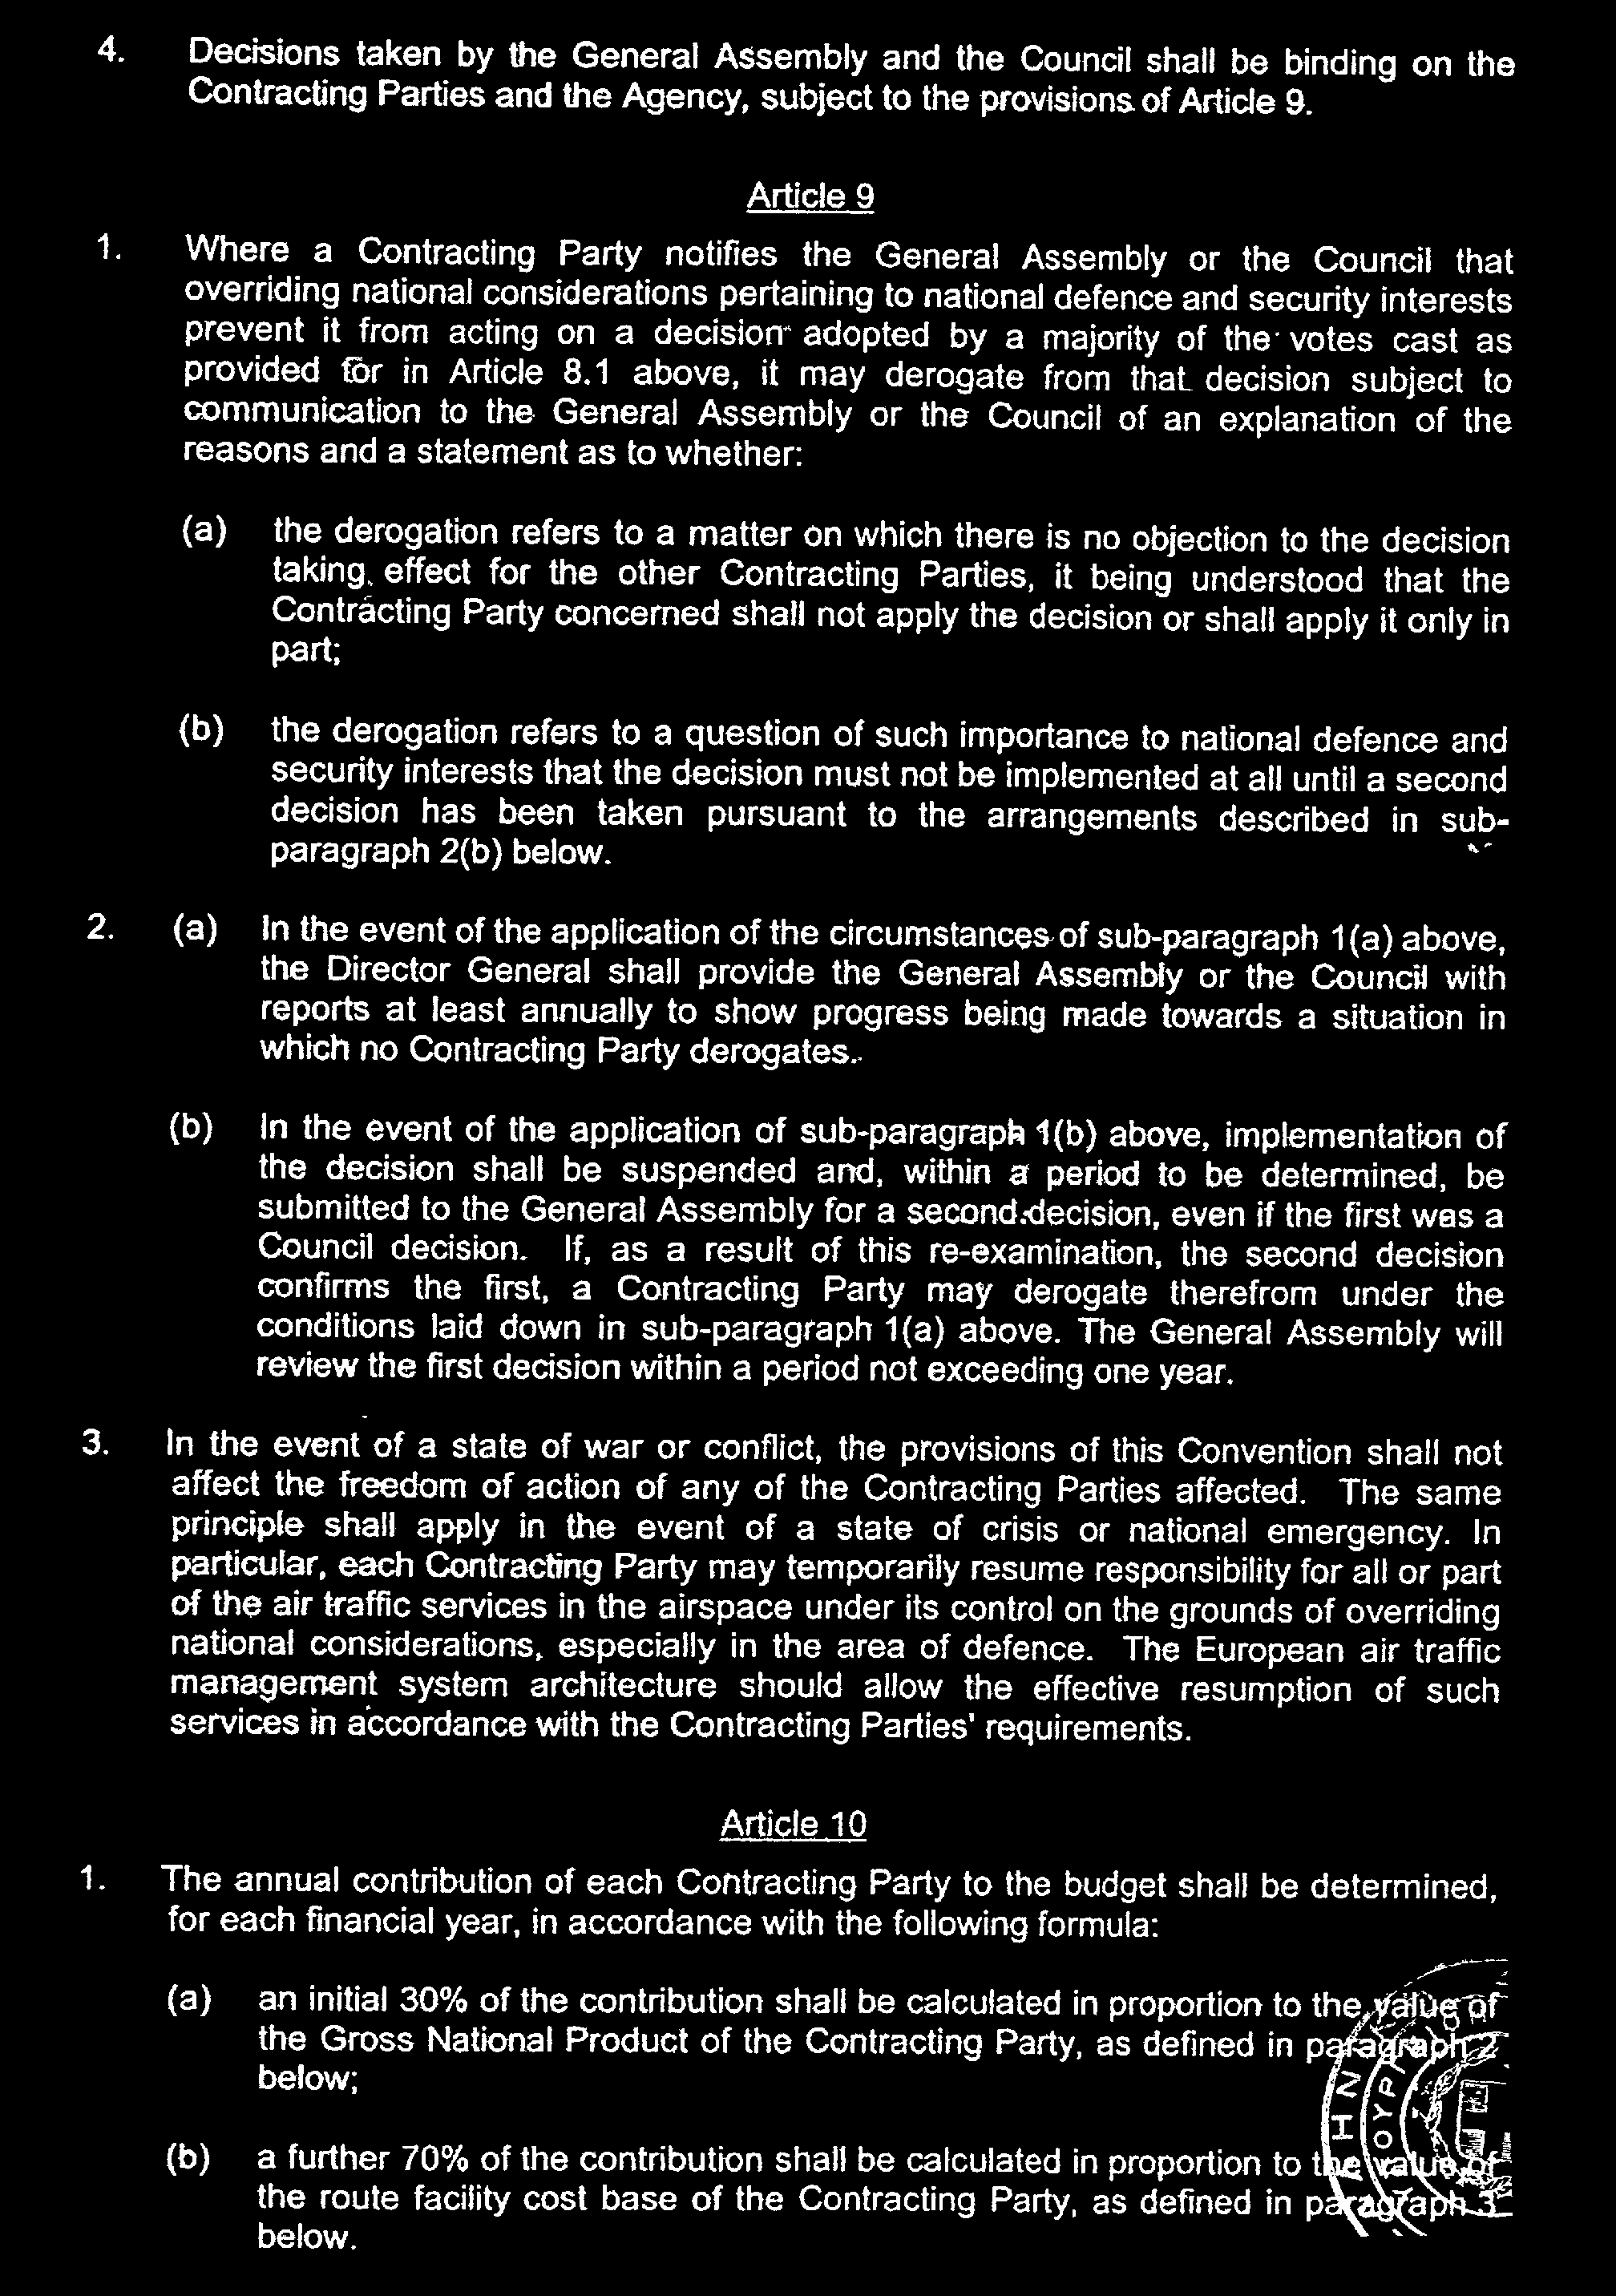 4. Decisions taken by the General Assembly and the Council shall be binding on the
Contracting Parties and the Agency, subject to the provisions of Article 9.
Article 9
1. Where a Contracting Party notifies the General Assembly or the Council that
overriding national considerations pertaining to national defence and security interests
prevent it from acting on a decision adopted by a majority of the votes cast as
provided for in Article 8.1 above, it may derogate from that decision subject to
communication to the General Assembly or the Council of an explanation of the
reasons and a statement as to whether:
(a) the derogation refers to a matter on which there is no objection to the decision
taking effect for the other Contracting Parties, it being understood that the
Contracting Party concerned shall not apply the decision or shall apply it only in
part;
(b) the derogation refers to a question of such importance to national defence and
security interests that the decision must not be implemented at all until a second
decision has been taken pursuant to the arrangements described in sub-
paragraph 2(b) below.
2. (a) In the event of the application of the circumstances of sub-paragraph 1(a) above,
the Director General shall provide the General Assembly or the Council with
reports at least annually to show progress being made towards a situation in
which no Contracting Party derogates.
(b) In the event of the application of sub-paragraph 1(b) above, implementation of
the decision shall be suspended and, within a period to be determined, be
submitted to the General Assembly for a second decision, even if the first was a
Council decision. If, as a result of this re-examination, the second decision
confirms the first, a Contracting Party may derogate therefrom under the
conditions laid down in sub-paragraph 1(a) above. The General Assembly will
review the first decision within a period not exceeding one year.
3. In the event of a state of war or conflict, the provisions of this Convention shall not
affect the freedom of action of any of the Contracting Parties affected. The same
principle shall apply in the event of a state of crisis or national emergency. In
particular, each Contracting Party may temporarily resume responsibility for all or part
of the air traffic services in the airspace under its control on the grounds of overriding
national considerations, especially in the area of defence. The European air traffic
management system architecture should allow the effective resumption of such
services in accordance with the Contracting Parties' requirements.
Article 10
1. The annual contribution of each Contracting Party to the budget shall be determined,
for each financial year, in accordance with the following formula:
(a) an initial 30% of the contribution shall be calculated in proportion to the value of
the Gross National Product of the Contracting Party, as defined in paragraph 2
below;
(b) a further 70% of the contribution shall be calculated in proportion to the value of
the route facility cost base of the Contracting Party, as defined in paragraph 3
below.